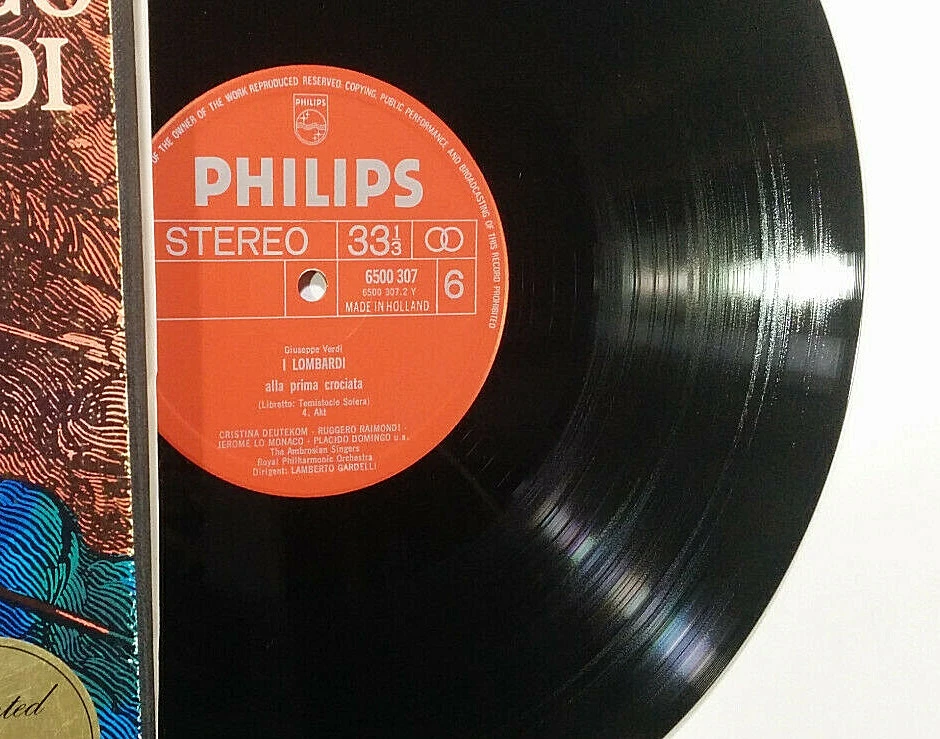 GO
DI
OF THE OWNER OF THE WORK REPRODUCED RESERVED. COPYING, PUBLIC PERFORMANCE AND BROADCASTING OF THIS RECORD PROHIBITED
PHILIPS
PHILIPS
STEREO 33⅓
6500 307
6500 307.2 Y
MADE IN HOLLAND
6
Giuseppe Verdi
I LOMBARDI
alla prima crociata
(Libretto: Temistocle Solera)
4. Akt
CRISTINA DEUTEKOM - RUGGERO RAIMONDI -
JEROME LO MONACO - PLACIDO DOMINGO u.a.
The Ambrosian Singers
Royal Philharmonic Orchestra
Dirigent: LAMBERTO GARDELLI
ted